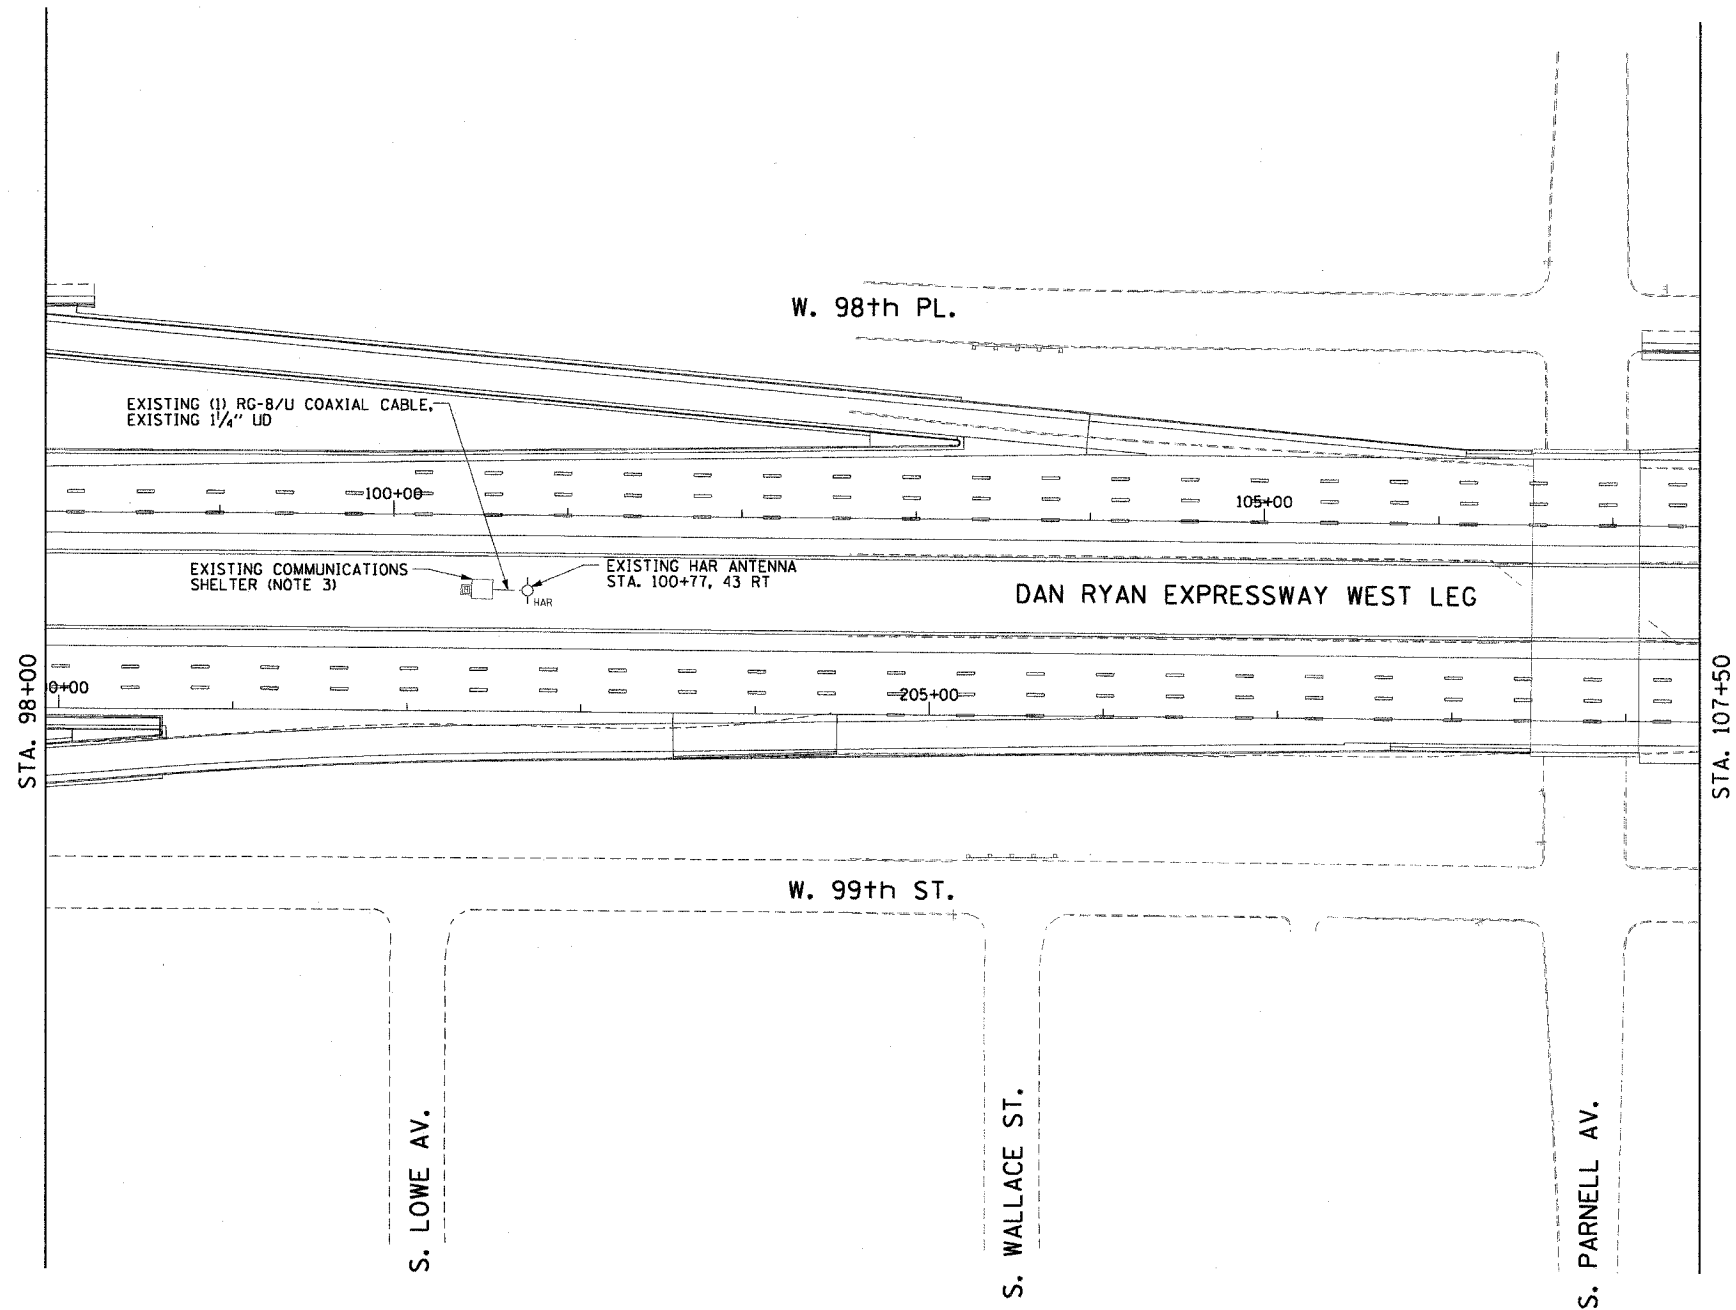 W. 98th PL.
EXISTING (1) RG-8/U COAXIAL CABLE,
EXISTING 1¼" UD
100+00
105+00
EXISTING COMMUNICATIONS
SHELTER (NOTE 3)
EXISTING HAR ANTENNA
STA. 100+77, 43 RT
HAR
DAN RYAN EXPRESSWAY WEST LEG
STA. 98+00
0+00
205+00
STA. 107+50
W. 99th ST.
S. LOWE AV.
S. WALLACE ST.
S. PARNELL AV.